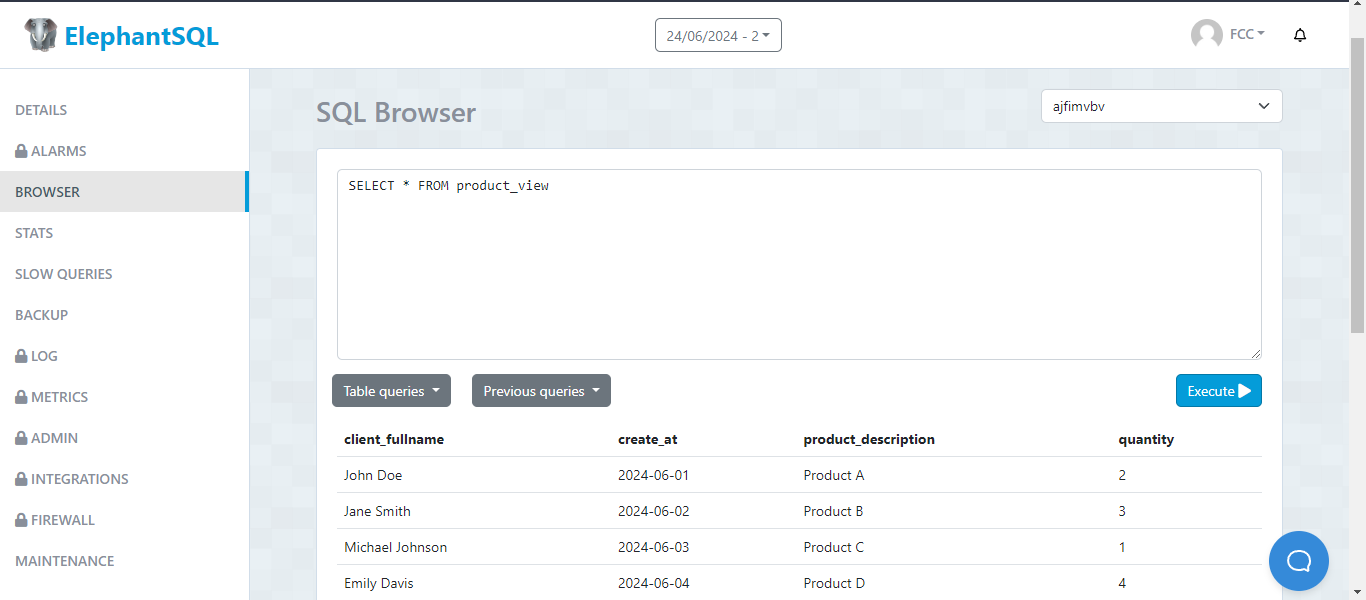 ElephantSQL
24/06/2024 - 2
FCC
DETAILS
ALARMS
BROWSER
STATS
SLOW QUERIES
BACKUP
LOG
METRICS
ADMIN
INTEGRATIONS
FIREWALL
MAINTENANCE
SQL Browser
ajfimvbv
SELECT * FROM product_view
Table queries
Previous queries
Execute
client_fullname create_at product_description quantity
John Doe 2024-06-01 Product A 2
Jane Smith 2024-06-02 Product B 3
Michael Johnson 2024-06-03 Product C 1
Emily Davis 2024-06-04 Product D 4